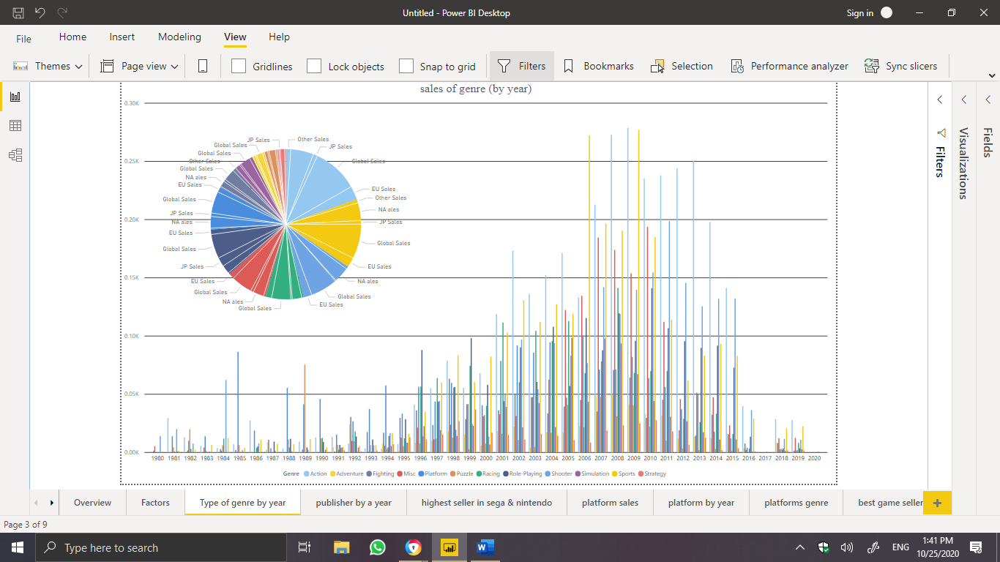 Untitled - Power BI Desktop
Sign in
File Home Insert Modeling View Help
Themes Page view Gridlines Lock objects Snap to grid Filters Bookmarks Selection Performance analyzer Sync slicers
sales of genre (by year)
0.30K
0.25K
0.20K
0.15K
0.10K
0.05K
0.00K
Other Sales
JP Sales
Global Sales
EU Sales
Other Sales
NA ales
JP Sales
Global Sales
EU Sales
NA ales
Global Sales
EU Sales
Global Sales
NA ales
Global Sales
EU Sales
JP Sales
Global Sales
EU Sales
NA ales
JP Sales
Global Sales
EU Sales
NA ales
Global Sales
Other Sales
Global Sales
Global Sales
JP Sales
1980 1981 1982 1983 1984 1985 1986 1987 1988 1989 1990 1991 1992 1993 1994 1995 1996 1997 1998 1999 2000 2001 2002 2003 2004 2005 2006 2007 2008 2009 2010 2011 2012 2013 2014 2015 2016 2017 2018 2019 2020
Genre Action Adventure Fighting Misc Platform Puzzle Racing Role-Playing Shooter Simulation Sports Strategy
Filters
Visualizations
Fields
Overview Factors Type of genre by year publisher by a year highest seller in sega & nintendo platform sales platform by year platforms genre best game seller
Page 3 of 9
Type here to search
ENG
1:41 PM
10/25/2020